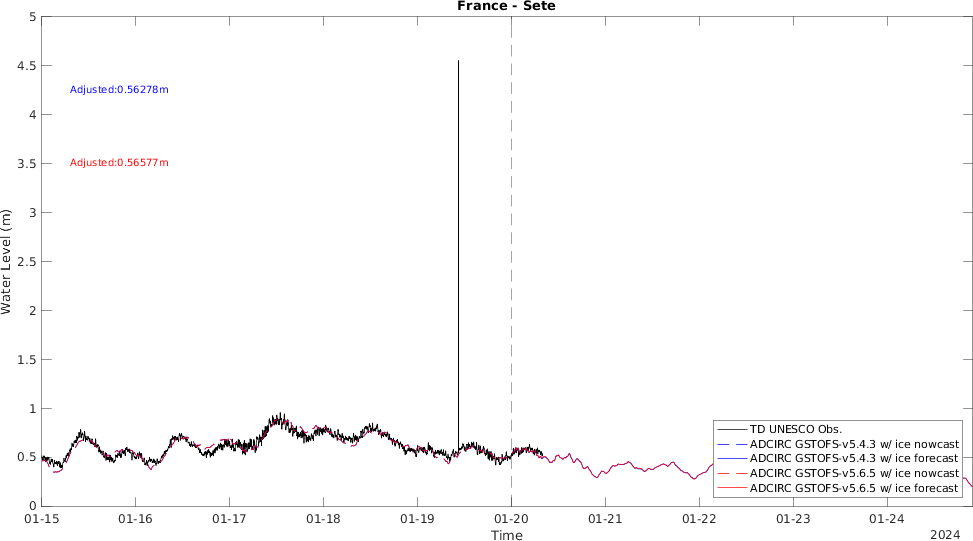 France - Sete
5
4.5
4
3.5
3
2.5
2
1.5
1
0.5
0
Water Level (m)
Adjusted:0.56278m
Adjusted:0.56577m
TD UNESCO Obs.
ADCIRC GSTOFS-v5.4.3 w/ ice nowcast
ADCIRC GSTOFS-v5.4.3 w/ ice forecast
ADCIRC GSTOFS-v5.6.5 w/ ice nowcast
ADCIRC GSTOFS-v5.6.5 w/ ice forecast
01-15 01-16 01-17 01-18 01-19 01-20 01-21 01-22 01-23 01-24
Time
2024